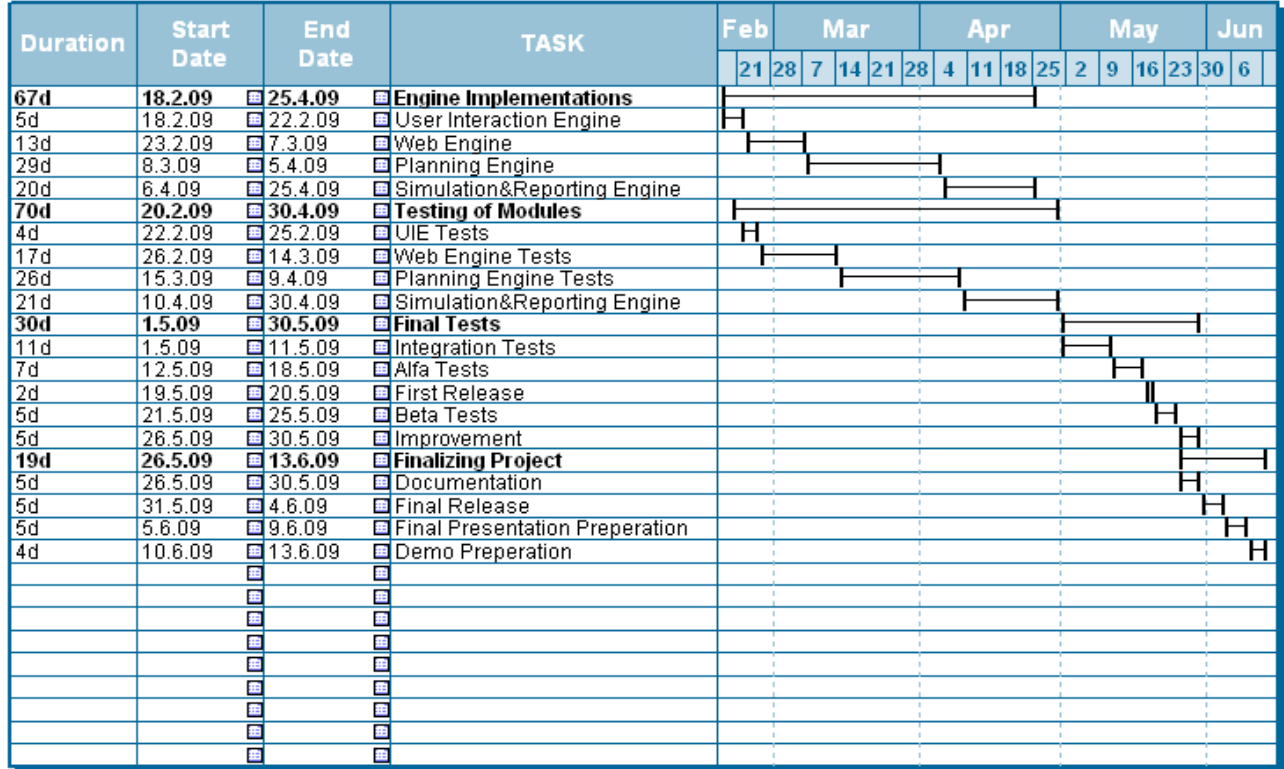 Duration Start Date End Date TASK Feb Mar Apr May Jun
21 28 7 14 21 28 4 11 18 25 2 9 16 23 30 6
67d 18.2.09 25.4.09 Engine Implementations
5d 18.2.09 22.2.09 User Interaction Engine
13d 23.2.09 7.3.09 Web Engine
29d 8.3.09 5.4.09 Planning Engine
20d 6.4.09 25.4.09 Simulation&Reporting Engine
70d 20.2.09 30.4.09 Testing of Modules
4d 22.2.09 25.2.09 UIE Tests
17d 26.2.09 14.3.09 Web Engine Tests
26d 15.3.09 9.4.09 Planning Engine Tests
21d 10.4.09 30.4.09 Simulation&Reporting Engine
30d 1.5.09 30.5.09 Final Tests
11d 1.5.09 11.5.09 Integration Tests
7d 12.5.09 18.5.09 Alfa Tests
2d 19.5.09 20.5.09 First Release
5d 21.5.09 25.5.09 Beta Tests
5d 26.5.09 30.5.09 Improvement
19d 26.5.09 13.6.09 Finalizing Project
5d 26.5.09 30.5.09 Documentation
5d 31.5.09 4.6.09 Final Release
5d 5.6.09 9.6.09 Final Presentation Preperation
4d 10.6.09 13.6.09 Demo Preperation